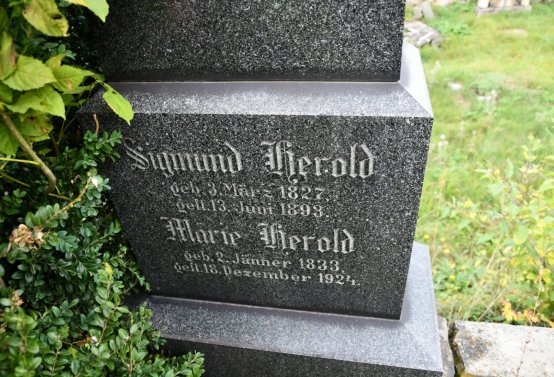 Sigmund Herold
geb. 3. März 1827.
gest. 13. Juni 1893.
Marie Herold
geb. 2. Jänner 1833.
gest. 18. Dezember 1924.